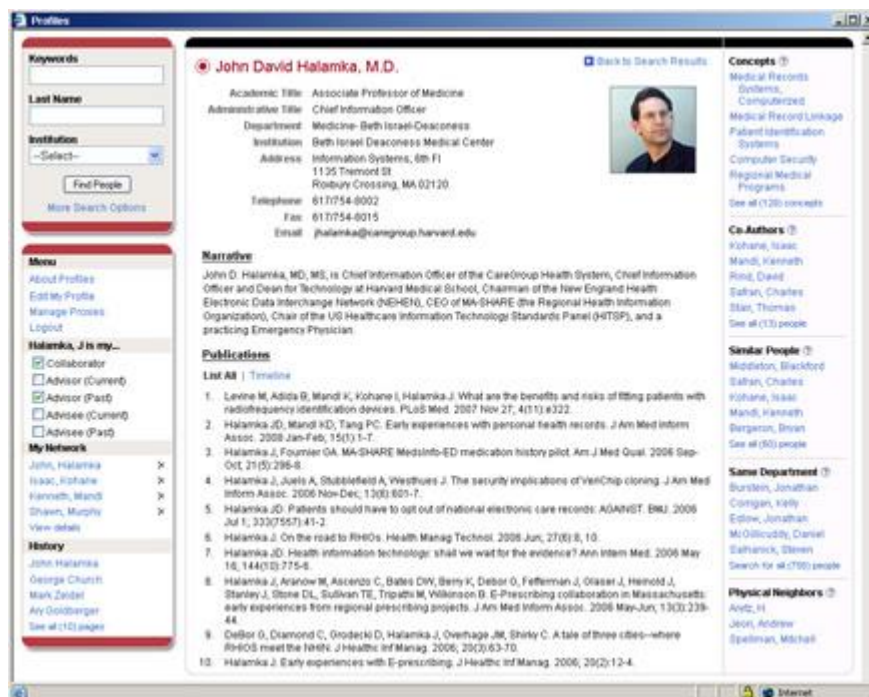 Profiles
Keywords
Last Name
Institution
--Select--
Find People
More Search Options
Menu
About Profiles
Edit My Profile
Manage Proxies
Logout
Halamka, J is my...
Collaborator
Advisor (Current)
Advisor (Past)
Advisee (Current)
Advisee (Past)
My Network
John, Halamka
Isaac, Kohane
Kenneth, Mandl
Shawn, Murphy
View details
History
John Halamka
George Church
Mark Zeidel
Ary Goldberger
See all (10) pages
John David Halamka, M.D.
Back to Search Results
Academic Title Associate Professor of Medicine
Administrative Title Chief Information Officer
Department Medicine- Beth Israel-Deaconess
Institution Beth Israel Deaconess Medical Center
Address Information Systems, 6th Fl
1135 Tremont St
Roxbury Crossing, MA 02120
Telephone 617/754-8002
Fax 617/754-8015
Email jhalamka@caregroup.harvard.edu
Narrative
John D. Halamka, MD, MS, is Chief Information Officer of the CareGroup Health System, Chief Information
Officer and Dean for Technology at Harvard Medical School, Chairman of the New England Health
Electronic Data Interchange Network (NEHEN), CEO of MA-SHARE (the Regional Health Information
Organization), Chair of the US Healthcare Information Technology Standards Panel (HITSP), and a
practicing Emergency Physician.
Publications
List All | Timeline
1. Levine M, Adida B, Mandl K, Kohane I, Halamka J. What are the benefits and risks of fitting patients with
radiofrequency identification devices. PLoS Med. 2007 Nov 27; 4(11):e322.
2. Halamka JD, Mandl KD, Tang PC. Early experiences with personal health records. J Am Med Inform
Assoc. 2008 Jan-Feb; 15(1):1-7.
3. Halamka J, Fournier GA. MA-SHARE MedsInfo-ED medication history pilot. Am J Med Qual. 2006 Sep-
Oct; 21(5):296-8.
4. Halamka J, Juels A, Stubblefield A, Westhues J. The security implications of VeriChip cloning. J Am Med
Inform Assoc. 2006 Nov-Dec; 13(6):601-7.
5. Halamka JD. Patients should have to opt out of national electronic care records: AGAINST. BMJ. 2006
Jul 1; 333(7557):41-2.
6. Halamka J. On the road to RHIOs. Health Manag Technol. 2006 Jun; 27(6):8, 10.
7. Halamka JD. Health information technology: shall we wait for the evidence? Ann Intern Med. 2006 May
16; 144(10):775-6.
8. Halamka J, Aranow M, Ascenzo C, Bates DW, Berry K, Debor G, Fefferman J, Glaser J, Heinold J,
Stanley J, Stone DL, Sullivan TE, Tripathi M, Wilkinson B. E-Prescribing collaboration in Massachusetts:
early experiences from regional prescribing projects. J Am Med Inform Assoc. 2006 May-Jun; 13(3):239-
44.
9. DeBor G, Diamond C, Grodecki D, Halamka J, Overhage JM, Shirky C. A tale of three cities--where
RHIOS meet the NHIN. J Healthc Inf Manag. 2006; 20(3):63-70.
10. Halamka J. Early experiences with E-prescribing. J Healthc Inf Manag. 2006; 20(2):12-4.
Concepts
Medical Records
Systems,
Computerized
Medical Record Linkage
Patient Identification
Systems
Computer Security
Regional Medical
Programs
See all (128) concepts
Co-Authors
Kohane, Isaac
Mandl, Kenneth
Rind, David
Safran, Charles
Stair, Thomas
See all (13) people
Similar People
Middleton, Blackford
Safran, Charles
Kohane, Isaac
Mandl, Kenneth
Bergeron, Bryan
See all (60) people
Same Department
Burstein, Jonathan
Corrigan, Kelly
Edlow, Jonathan
McGillicuddy, Daniel
Salhanick, Steven
Search for all (700) people
Physical Neighbors
Jeon, Andrew
Spellman, Mitchell
Internet